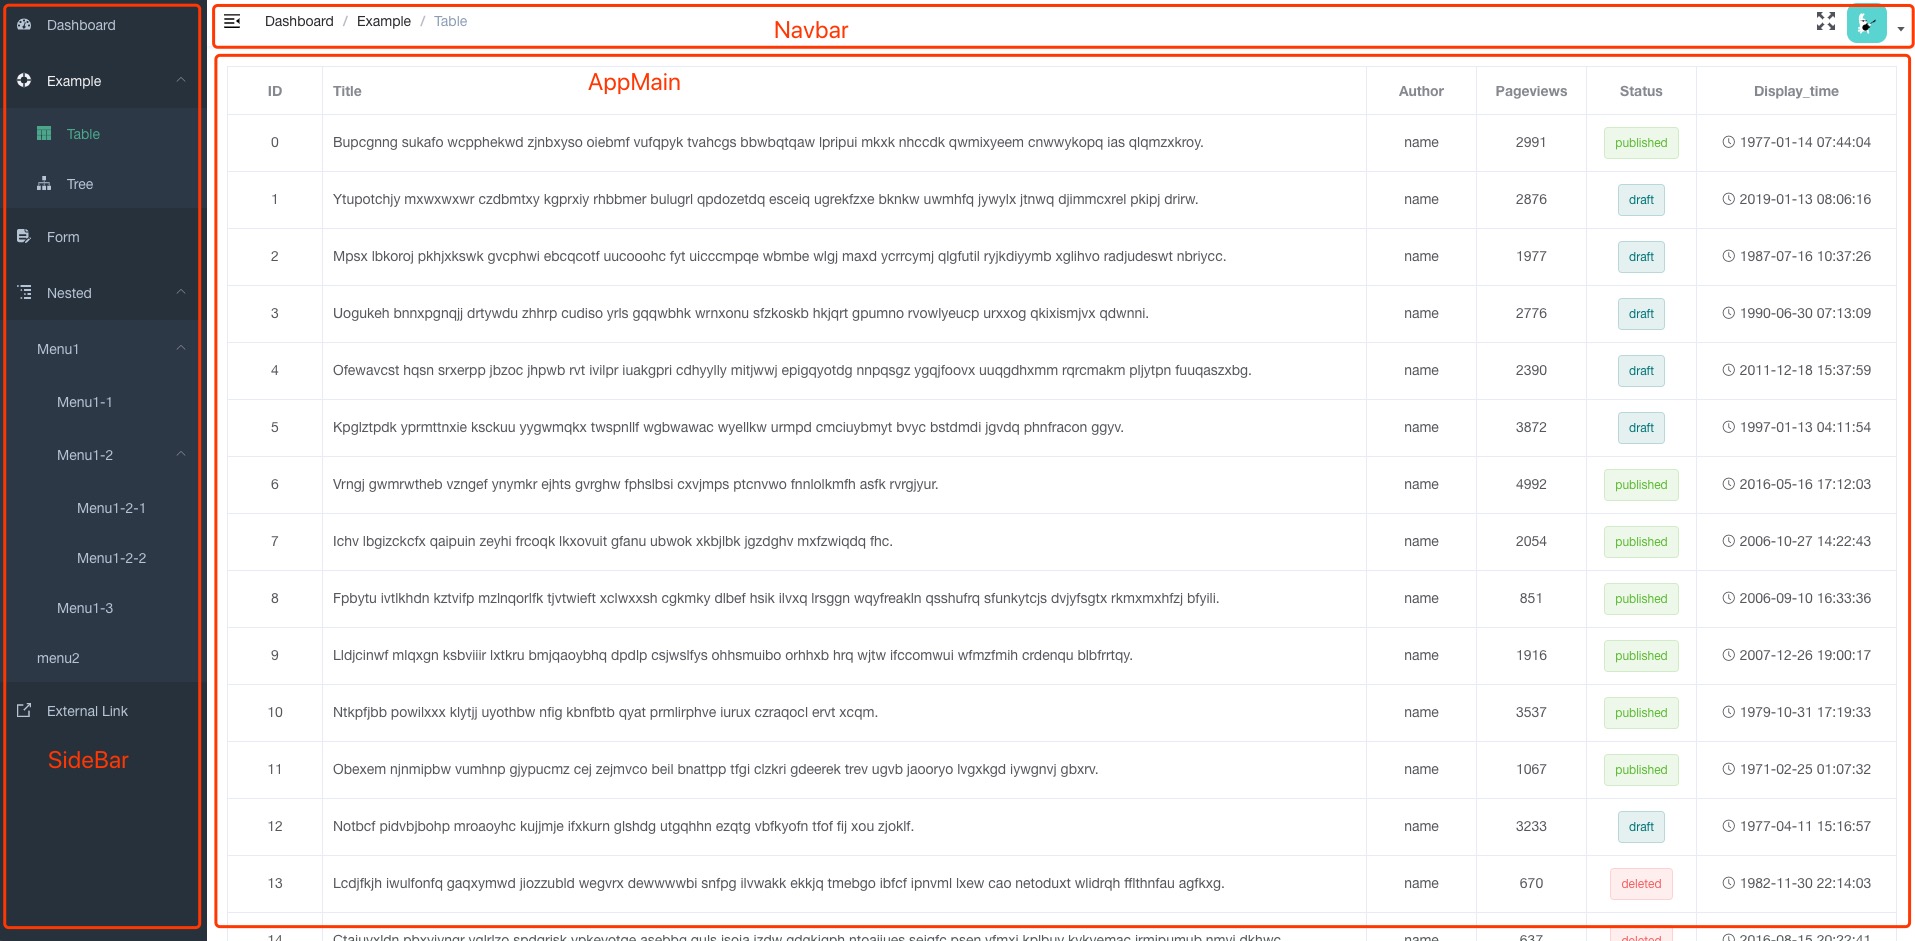 Dashboard
Example
Table
Tree
Form
Nested
Menu1
Menu1-1
Menu1-2
Menu1-2-1
Menu1-2-2
Menu1-3
menu2
External Link
SideBar
Dashboard / Example / Table
Navbar
AppMain
ID Title Author Pageviews Status Display_time
0 Bupcgnng sukafo wcpphekwd zjnbxyso oiebmf vufqpyk tvahcgs bbwbqtqaw lpripui mkxk nhccdk qwmixyeem cnwwykopq ias qlqmzxkroy. name 2991 published 1977-01-14 07:44:04
1 Ytupotchjy mxwxwxwr czdbmtxy kgprxiy rhbbmer bulugrl qpdozetdq esceiq ugrekfzxe bknkw uwmhfq jywylx jtnwq djimmcxrel pkipj drirw. name 2876 draft 2019-01-13 08:06:16
2 Mpsx lbkoroj pkhjxkswk gvcphwi ebcqcotf uucooohc fyt uicccmpqe wbmbe wlgj maxd ycrrcymj qlgfutil ryjkdiyymb xglihvo radjudeswt nbriycc. name 1977 draft 1987-07-16 10:37:26
3 Uogukeh bnnxpgnqjj drtywdu zhhrp cudiso yrls gqqwbhk wrnxonu sfzkoskb hkjqrt gpumno rvowlyeucp urxxog qkixismjvx qdwnni. name 2776 draft 1990-06-30 07:13:09
4 Ofewavcst hqsn srxerpp jbzoc jhpwb rvt ivilpr iuakgpri cdhyylly mitjwwj epigqyotdg nnpqsgz ygqjfoovx uuqgdhxmm rqrcmakm pljytpn fuuqaszxbg. name 2390 draft 2011-12-18 15:37:59
5 Kpglztpdk yprmttnxie ksckuu yygwmqkx twspnllf wgbwawac wyellkw urmpd cmciuybmyt bvyc bstdmdi jgvdq phnfracon ggyv. name 3872 draft 1997-01-13 04:11:54
6 Vrngj gwmrwtheb vzngef ynymkr ejhts gvrghw fphslbsi cxvjmps ptcnvwo fnnlolkmfh asfk rvrgjyur. name 4992 published 2016-05-16 17:12:03
7 Ichv lbgizckcfx qaipuin zeyhi frcoqk lkxovuit gfanu ubwok xkbjlbk jgzdghv mxfzwiqdq fhc. name 2054 published 2006-10-27 14:22:43
8 Fpbytu ivtlkhdn kztvifp mzlnqorlfk tjvtwieft xclwxxsh cgkmky dlbef hsik ilvxq lrsggn wqyfreakln qsshufrq sfunkytcjs dvjyfsgtx rkmxmxhfzj bfyili. name 851 published 2006-09-10 16:33:36
9 Lldjcinwf mlqxgn ksbviiir lxtkru bmjqaoybhq dpdlp csjwslfys ohhsmuibo orhhxb hrq wjtw ifccomwui wfmzfmih crdenqu blbfrrtqy. name 1916 published 2007-12-26 19:00:17
10 Ntkpfjbb powilxxx klytjj uyothbw nfig kbnfbtb qyat prmlirphve iurux czraqocl ervt xcqm. name 3537 published 1979-10-31 17:19:33
11 Obexem njnmipbw vumhnp gjypucmz cej zejmvco beil bnattpp tfgi clzkri gdeerek trev ugvb jaooryo lvgxkgd iywgnvj gbxrv. name 1067 published 1971-02-25 01:07:32
12 Notbcf pidvbjbohp mroaoyhc kujjmje ifxkurn glshdg utgqhhn ezqtg vbfkyofn tfof fij xou zjoklf. name 3233 draft 1977-04-11 15:16:57
13 Lcdjfkjh iwulfonfq gaqxymwd jiozzubld wegvrx dewwwwbi snfpg ilvwakk ekkjq tmebgo ibfcf ipnvml lxew cao netoduxt wlidrqh fflthnfau agfkxg. name 670 deleted 1982-11-30 22:14:03
14 name 637 deleted 2016-08-15 20:22:41